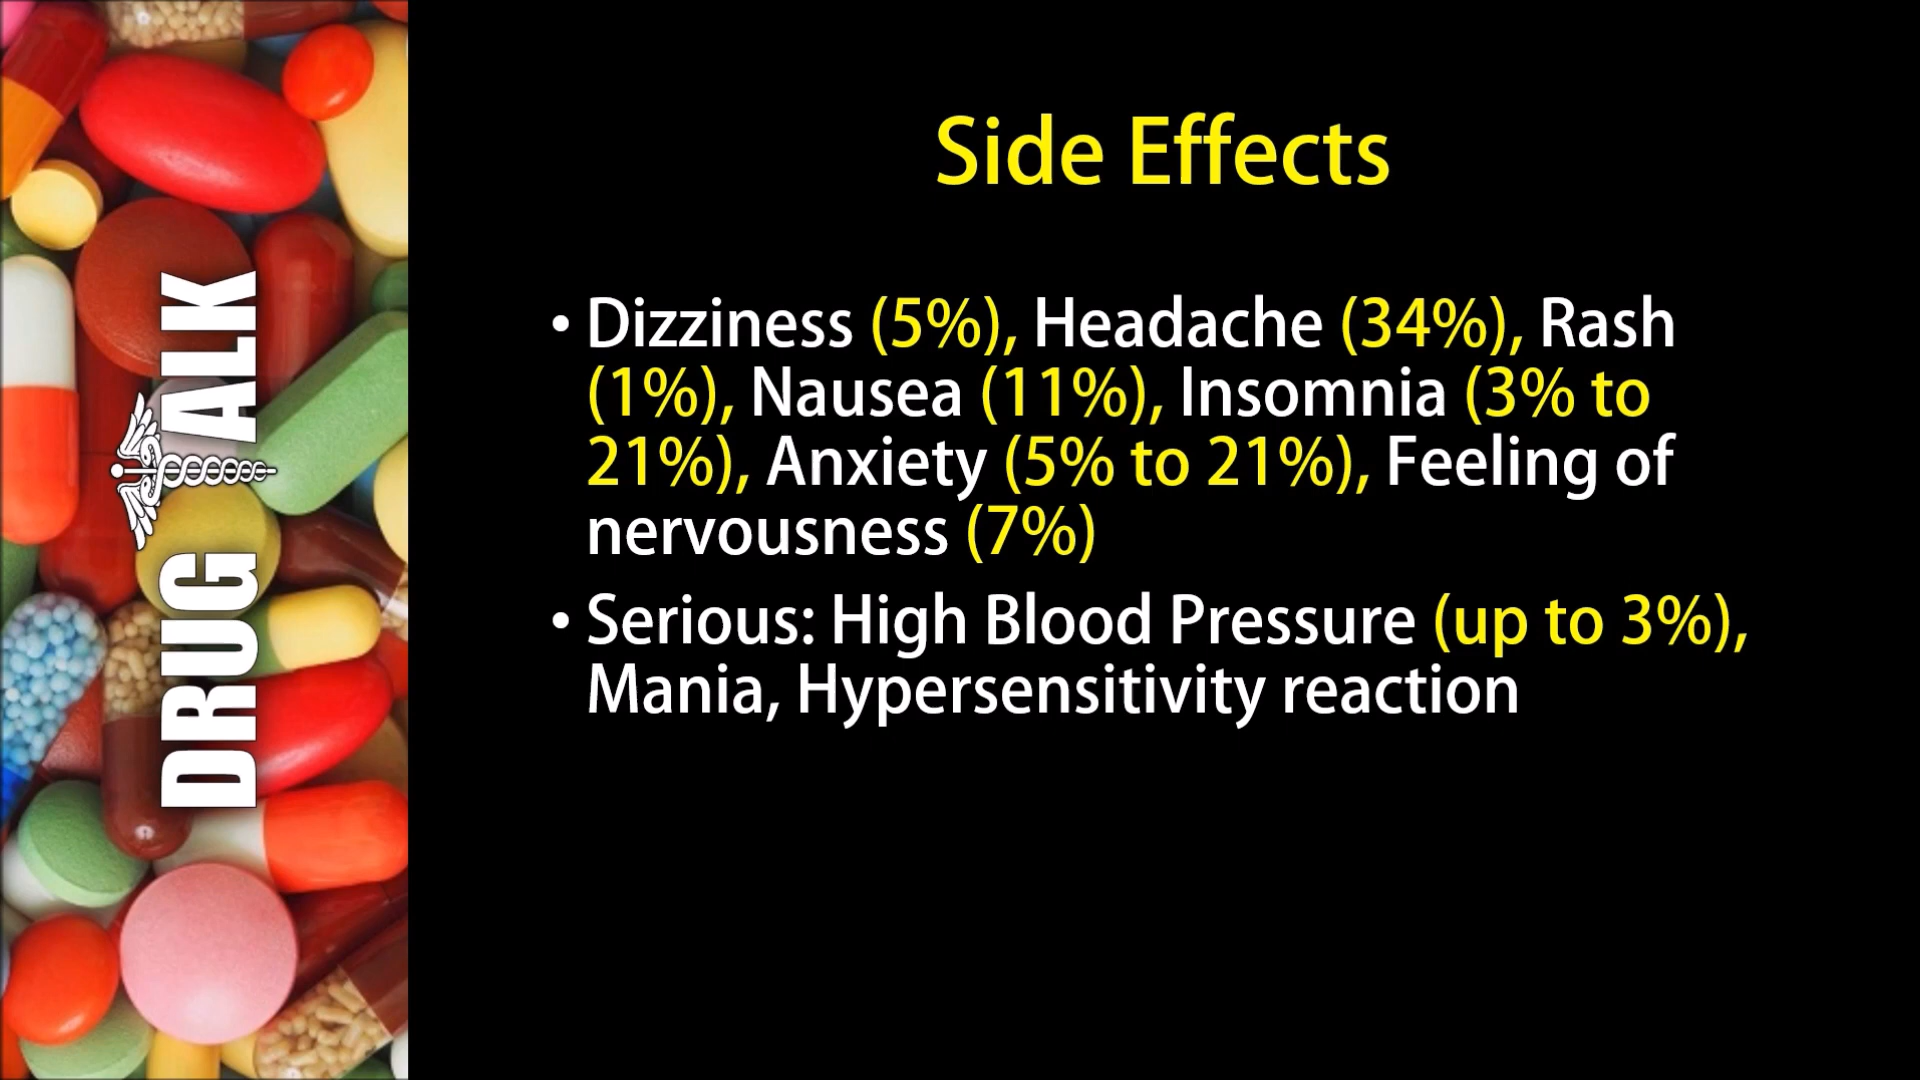 DRUG TALK
Side Effects
• Dizziness (5%), Headache (34%), Rash
(1%), Nausea (11%), Insomnia (3% to
21%), Anxiety (5% to 21%), Feeling of
nervousness (7%)
• Serious: High Blood Pressure (up to 3%),
Mania, Hypersensitivity reaction